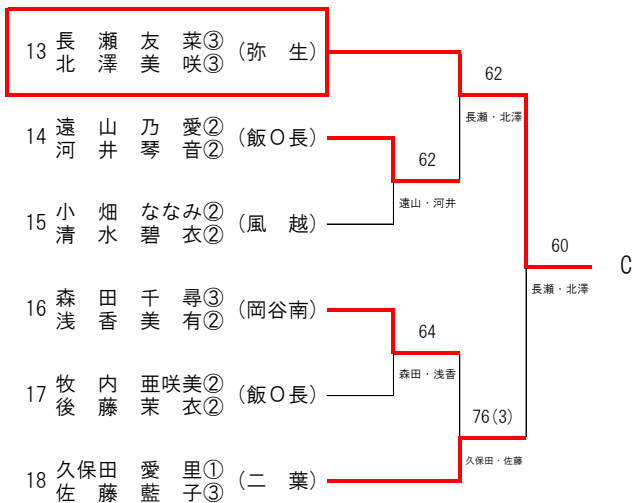 13 長 瀬 友 菜③ (弥 生)
北 澤 美 咲③
62
長瀬・北澤
14 遠 山 乃 愛② (飯O長)
河 井 琴 音②
62
遠山・河井
15 小 畑 ななみ② (風 越)
清 水 碧 衣②
60
長瀬・北澤
C
16 森 田 千 尋③ (岡谷南)
浅 香 美 有②
64
森田・浅香
17 牧 内 亜咲美② (飯O長)
後 藤 茉 衣②
76(3)
久保田・佐藤
18 久保田 愛 里① (二 葉)
佐 藤 藍 子③